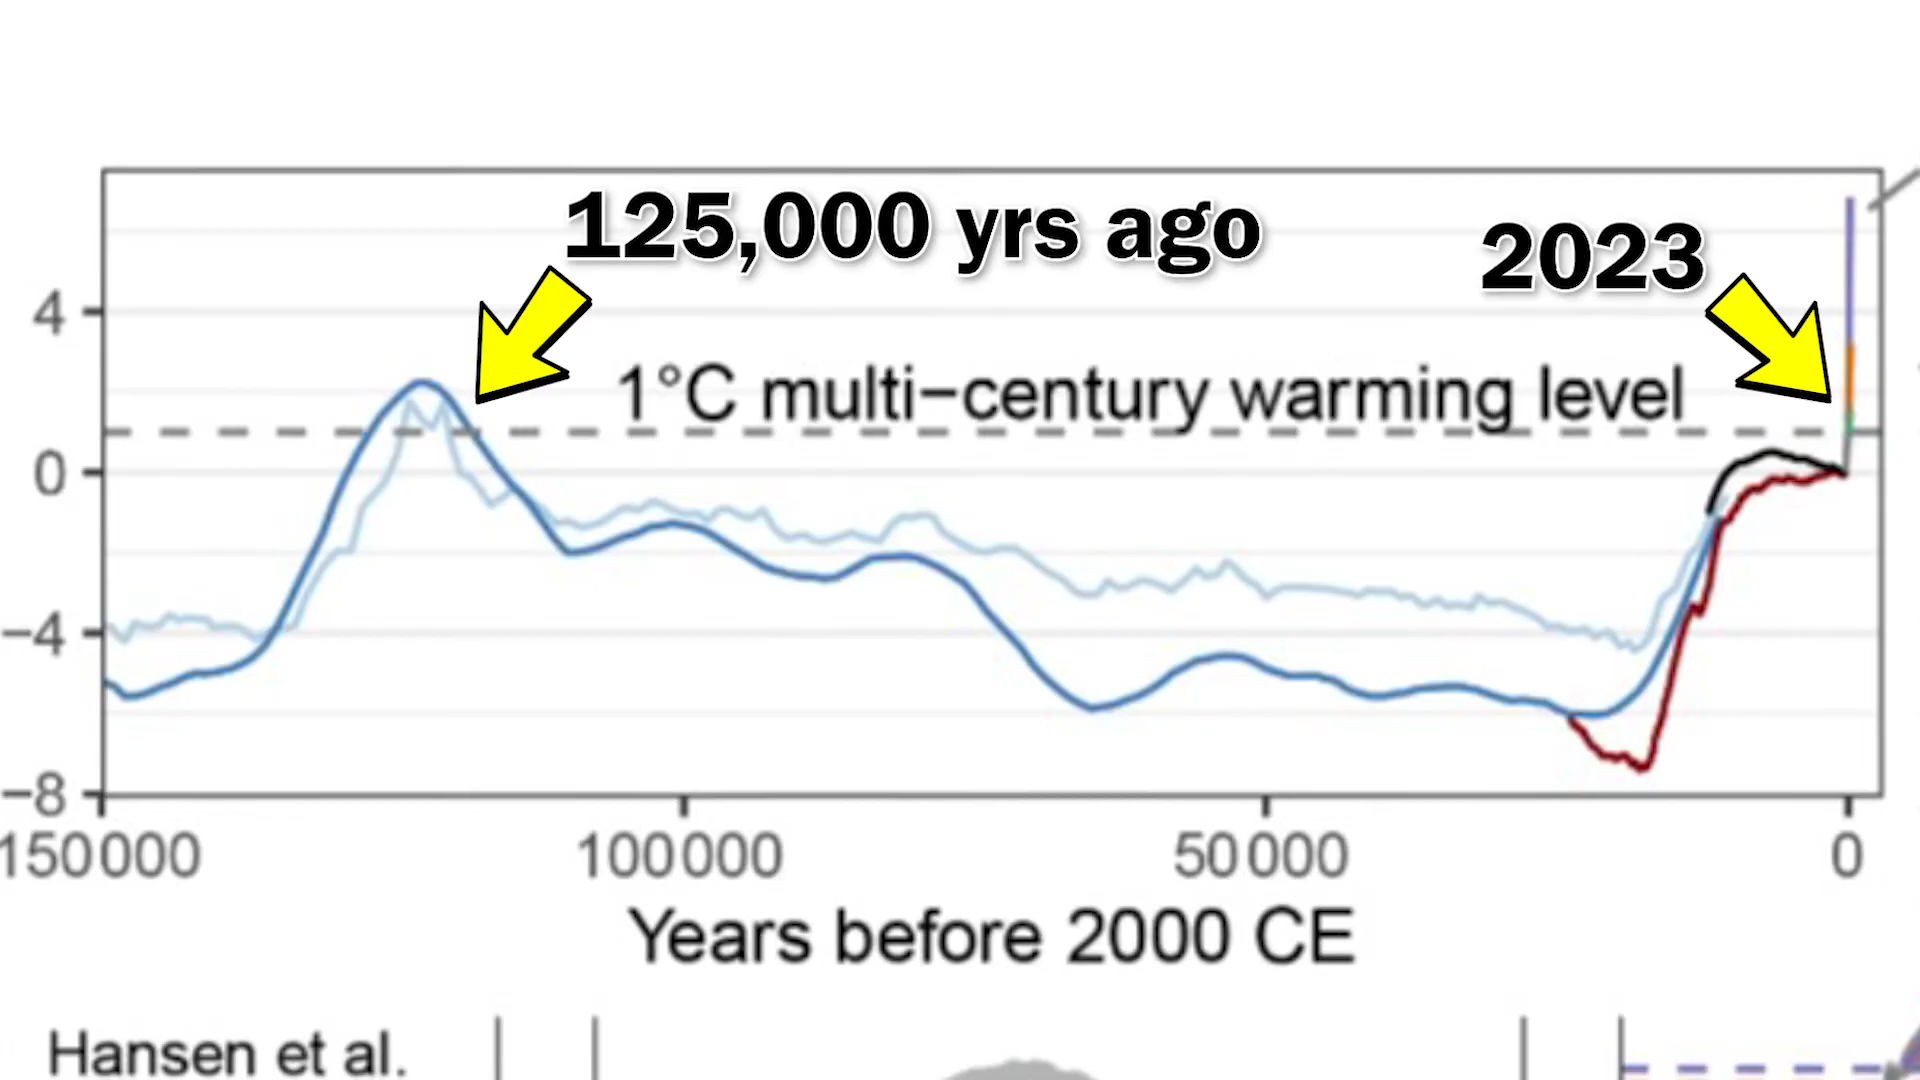 125,000 yrs ago
2023
4
1°C multi−century warming level
0
−4
−8
150000
100000
50000
0
Years before 2000 CE
Hansen et al.